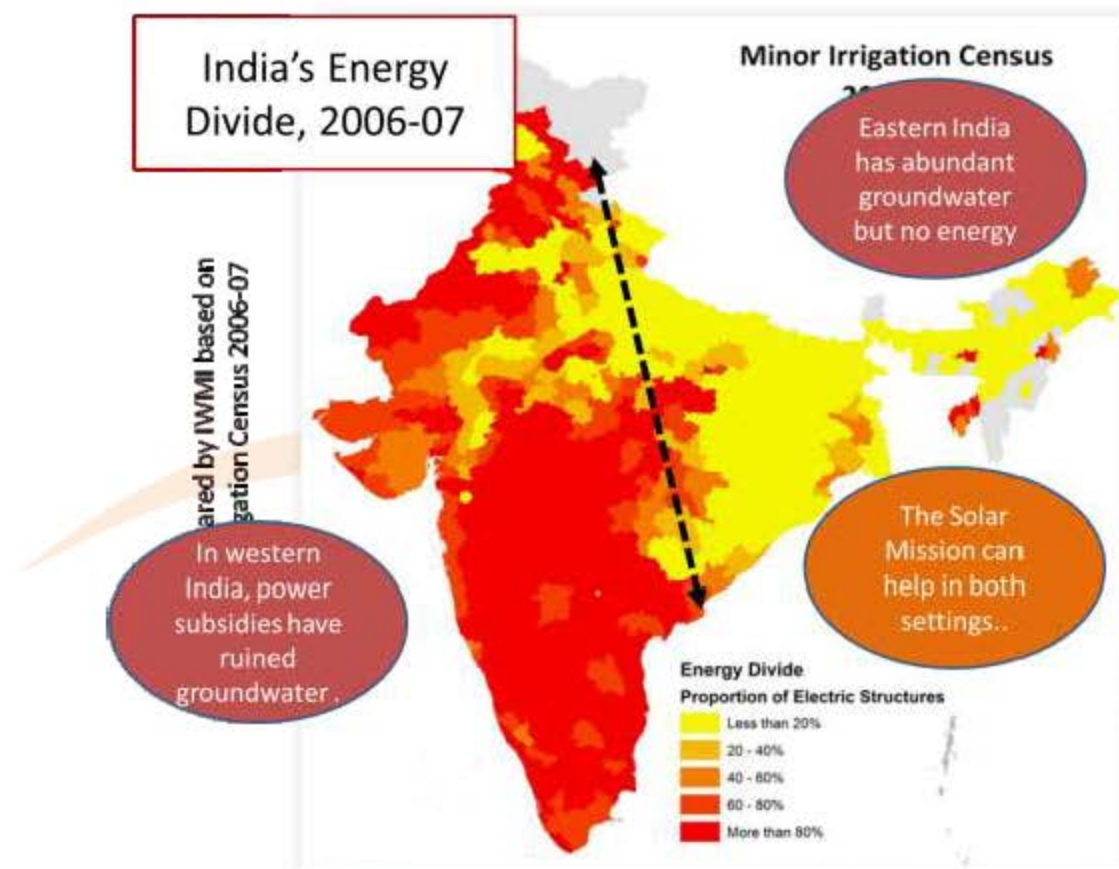 India's Energy
Divide, 2006-07
Minor Irrigation Census
Eastern India
has abundant
groundwater
but no energy
ared by IWMI based on
gation Census 2006-07
In western
India, power
subsidies have
ruined
groundwater .
The Solar
Mission can
help in both
settings..
Energy Divide
Proportion of Electric Structures
Less than 20%
20 - 40%
40 - 60%
60 - 80%
More than 80%